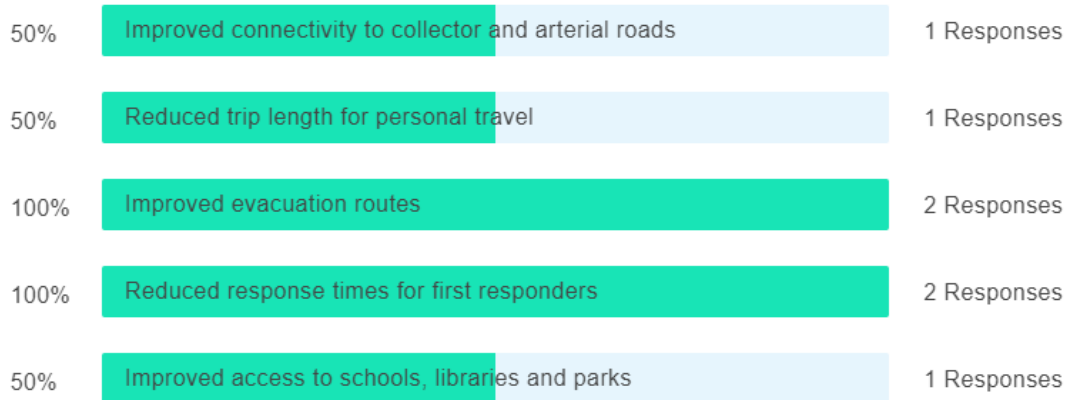 50% Improved connectivity to collector and arterial roads 1 Responses
50% Reduced trip length for personal travel 1 Responses
100% Improved evacuation routes 2 Responses
100% Reduced response times for first responders 2 Responses
50% Improved access to schools, libraries and parks 1 Responses